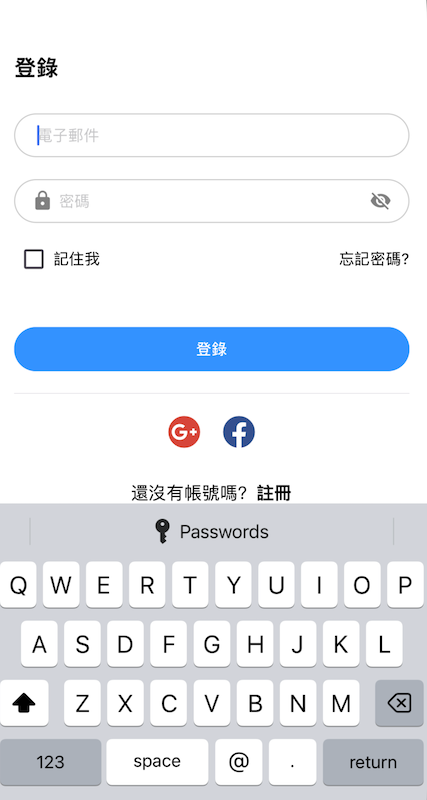 登錄
電子郵件
密碼
記住我 忘記密碼?
登錄
G+ f
還沒有帳號嗎? 註冊
Passwords
Q W E R T Y U I O P
A S D F G H J K L
Z X C V B N M
123 space @ . return